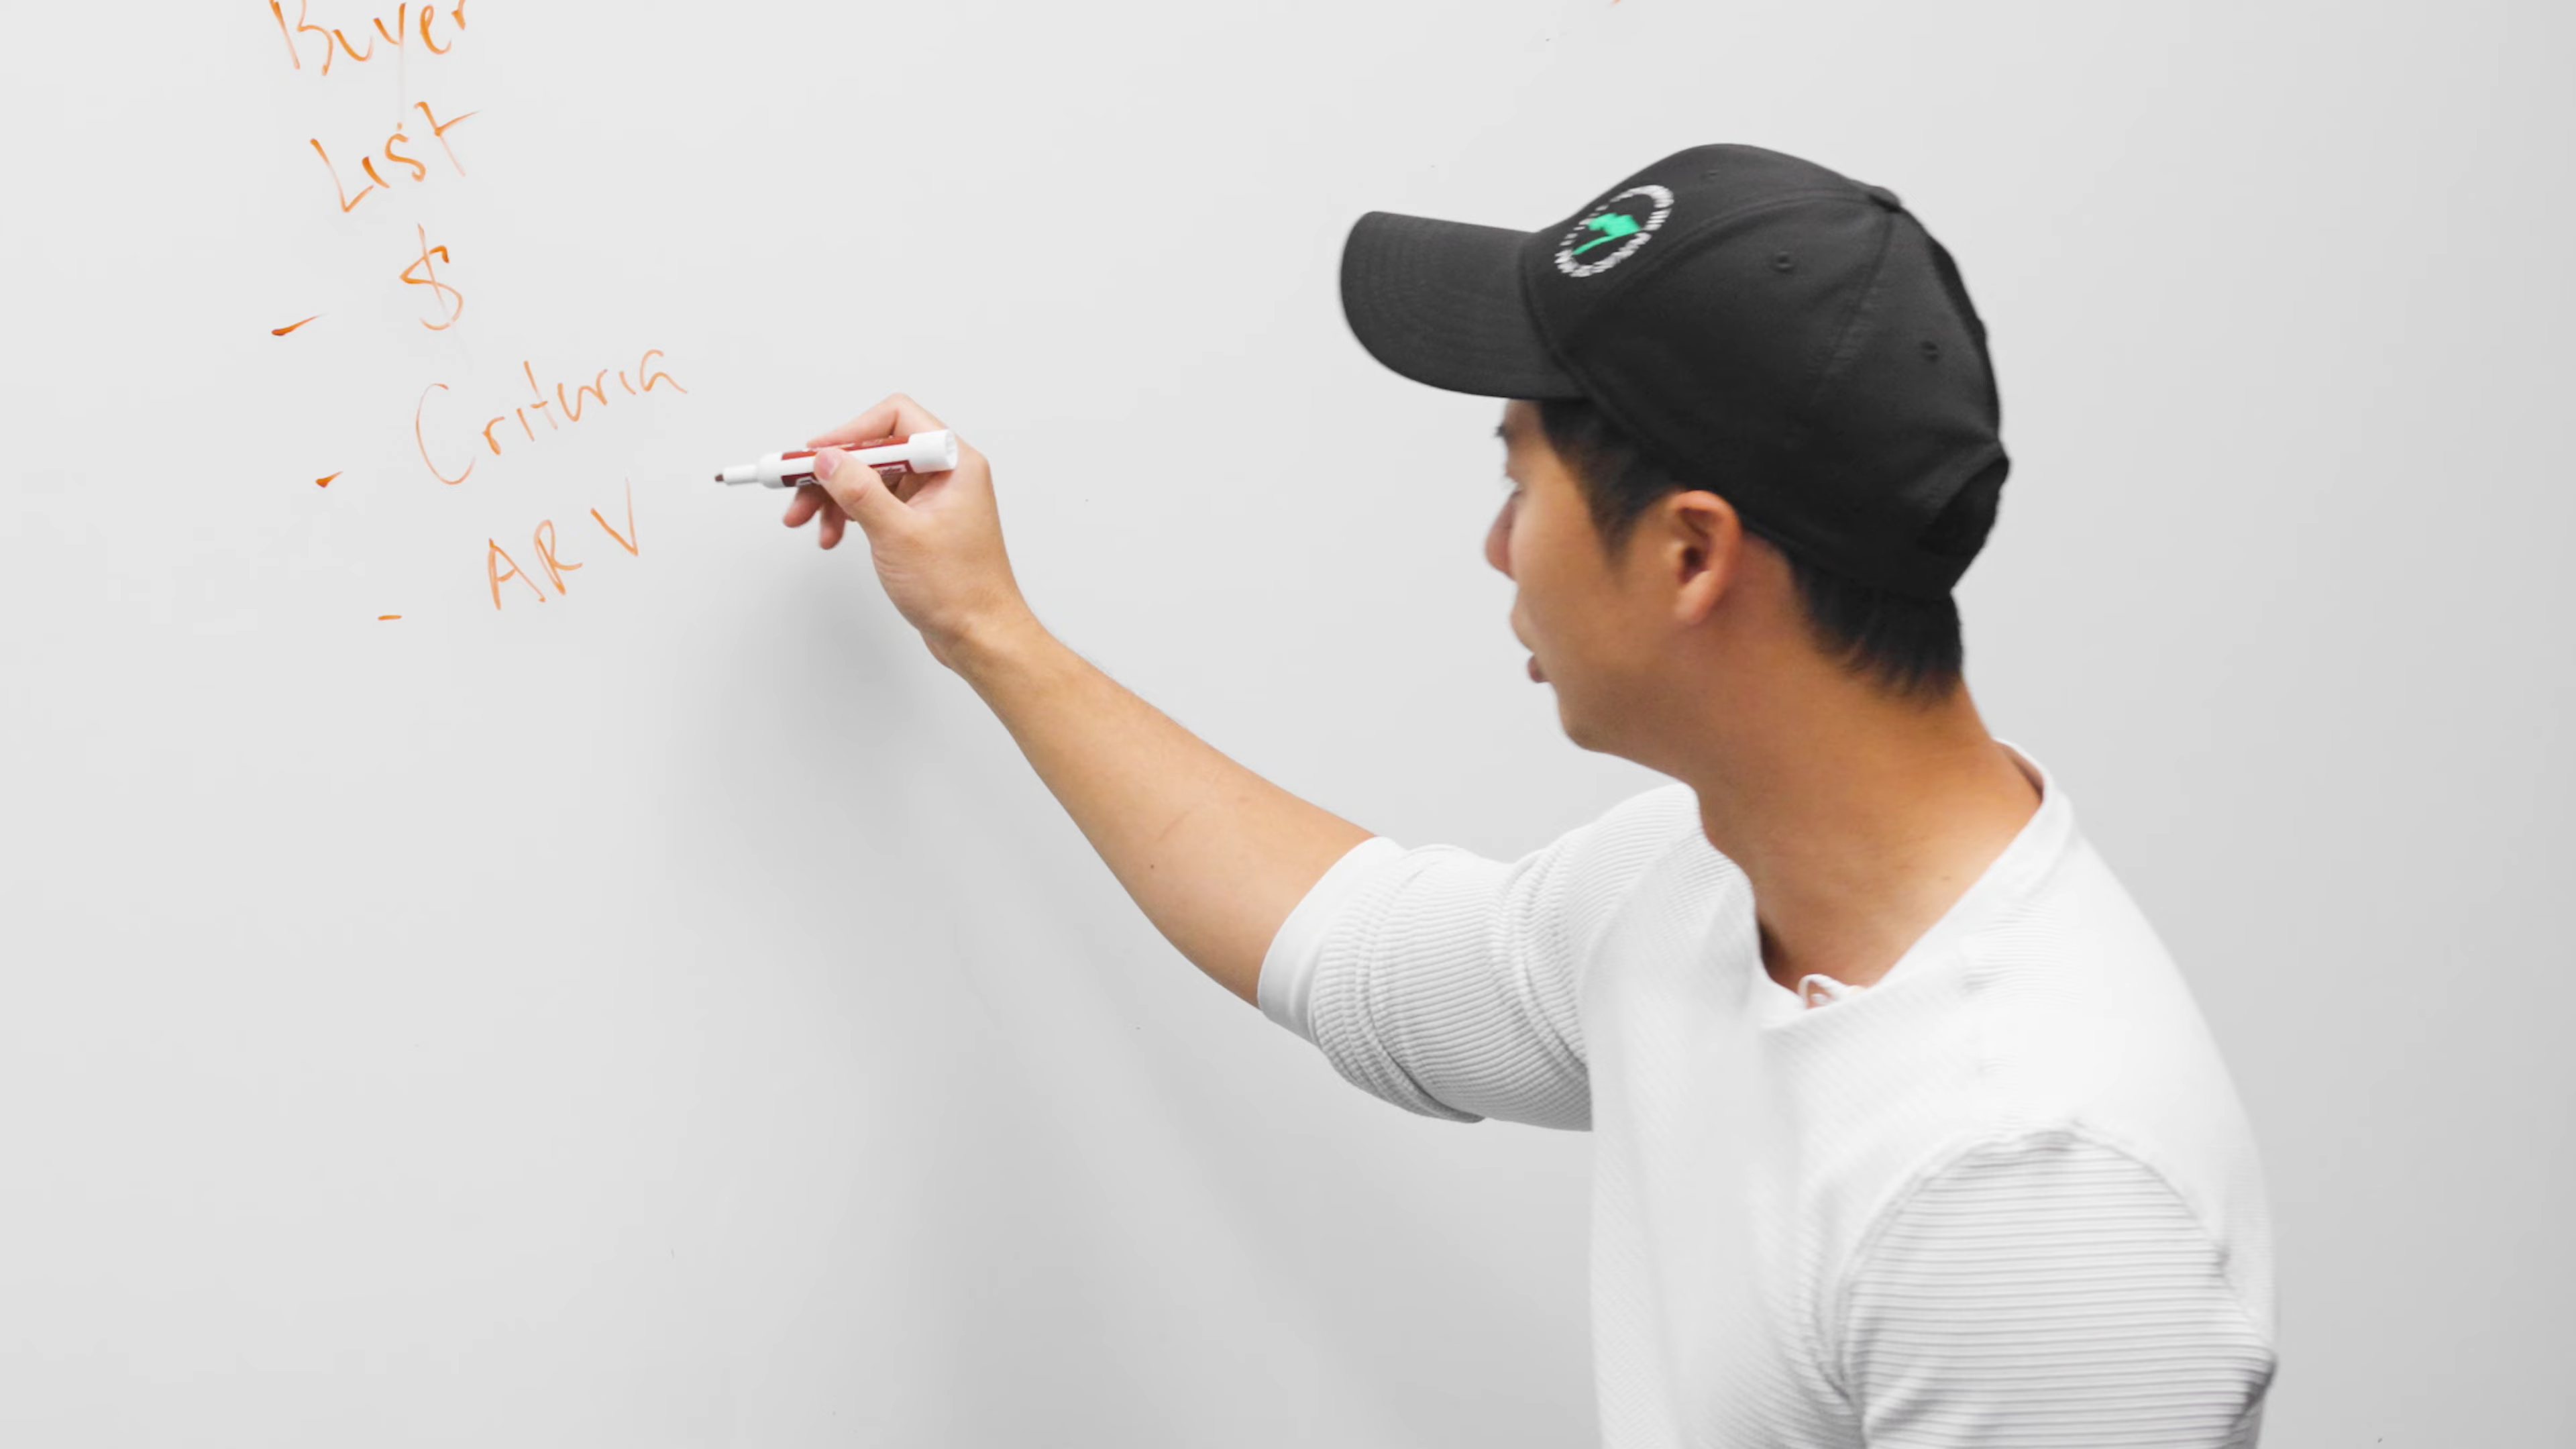 Buyer
List
- $
- Criteria
- ARV